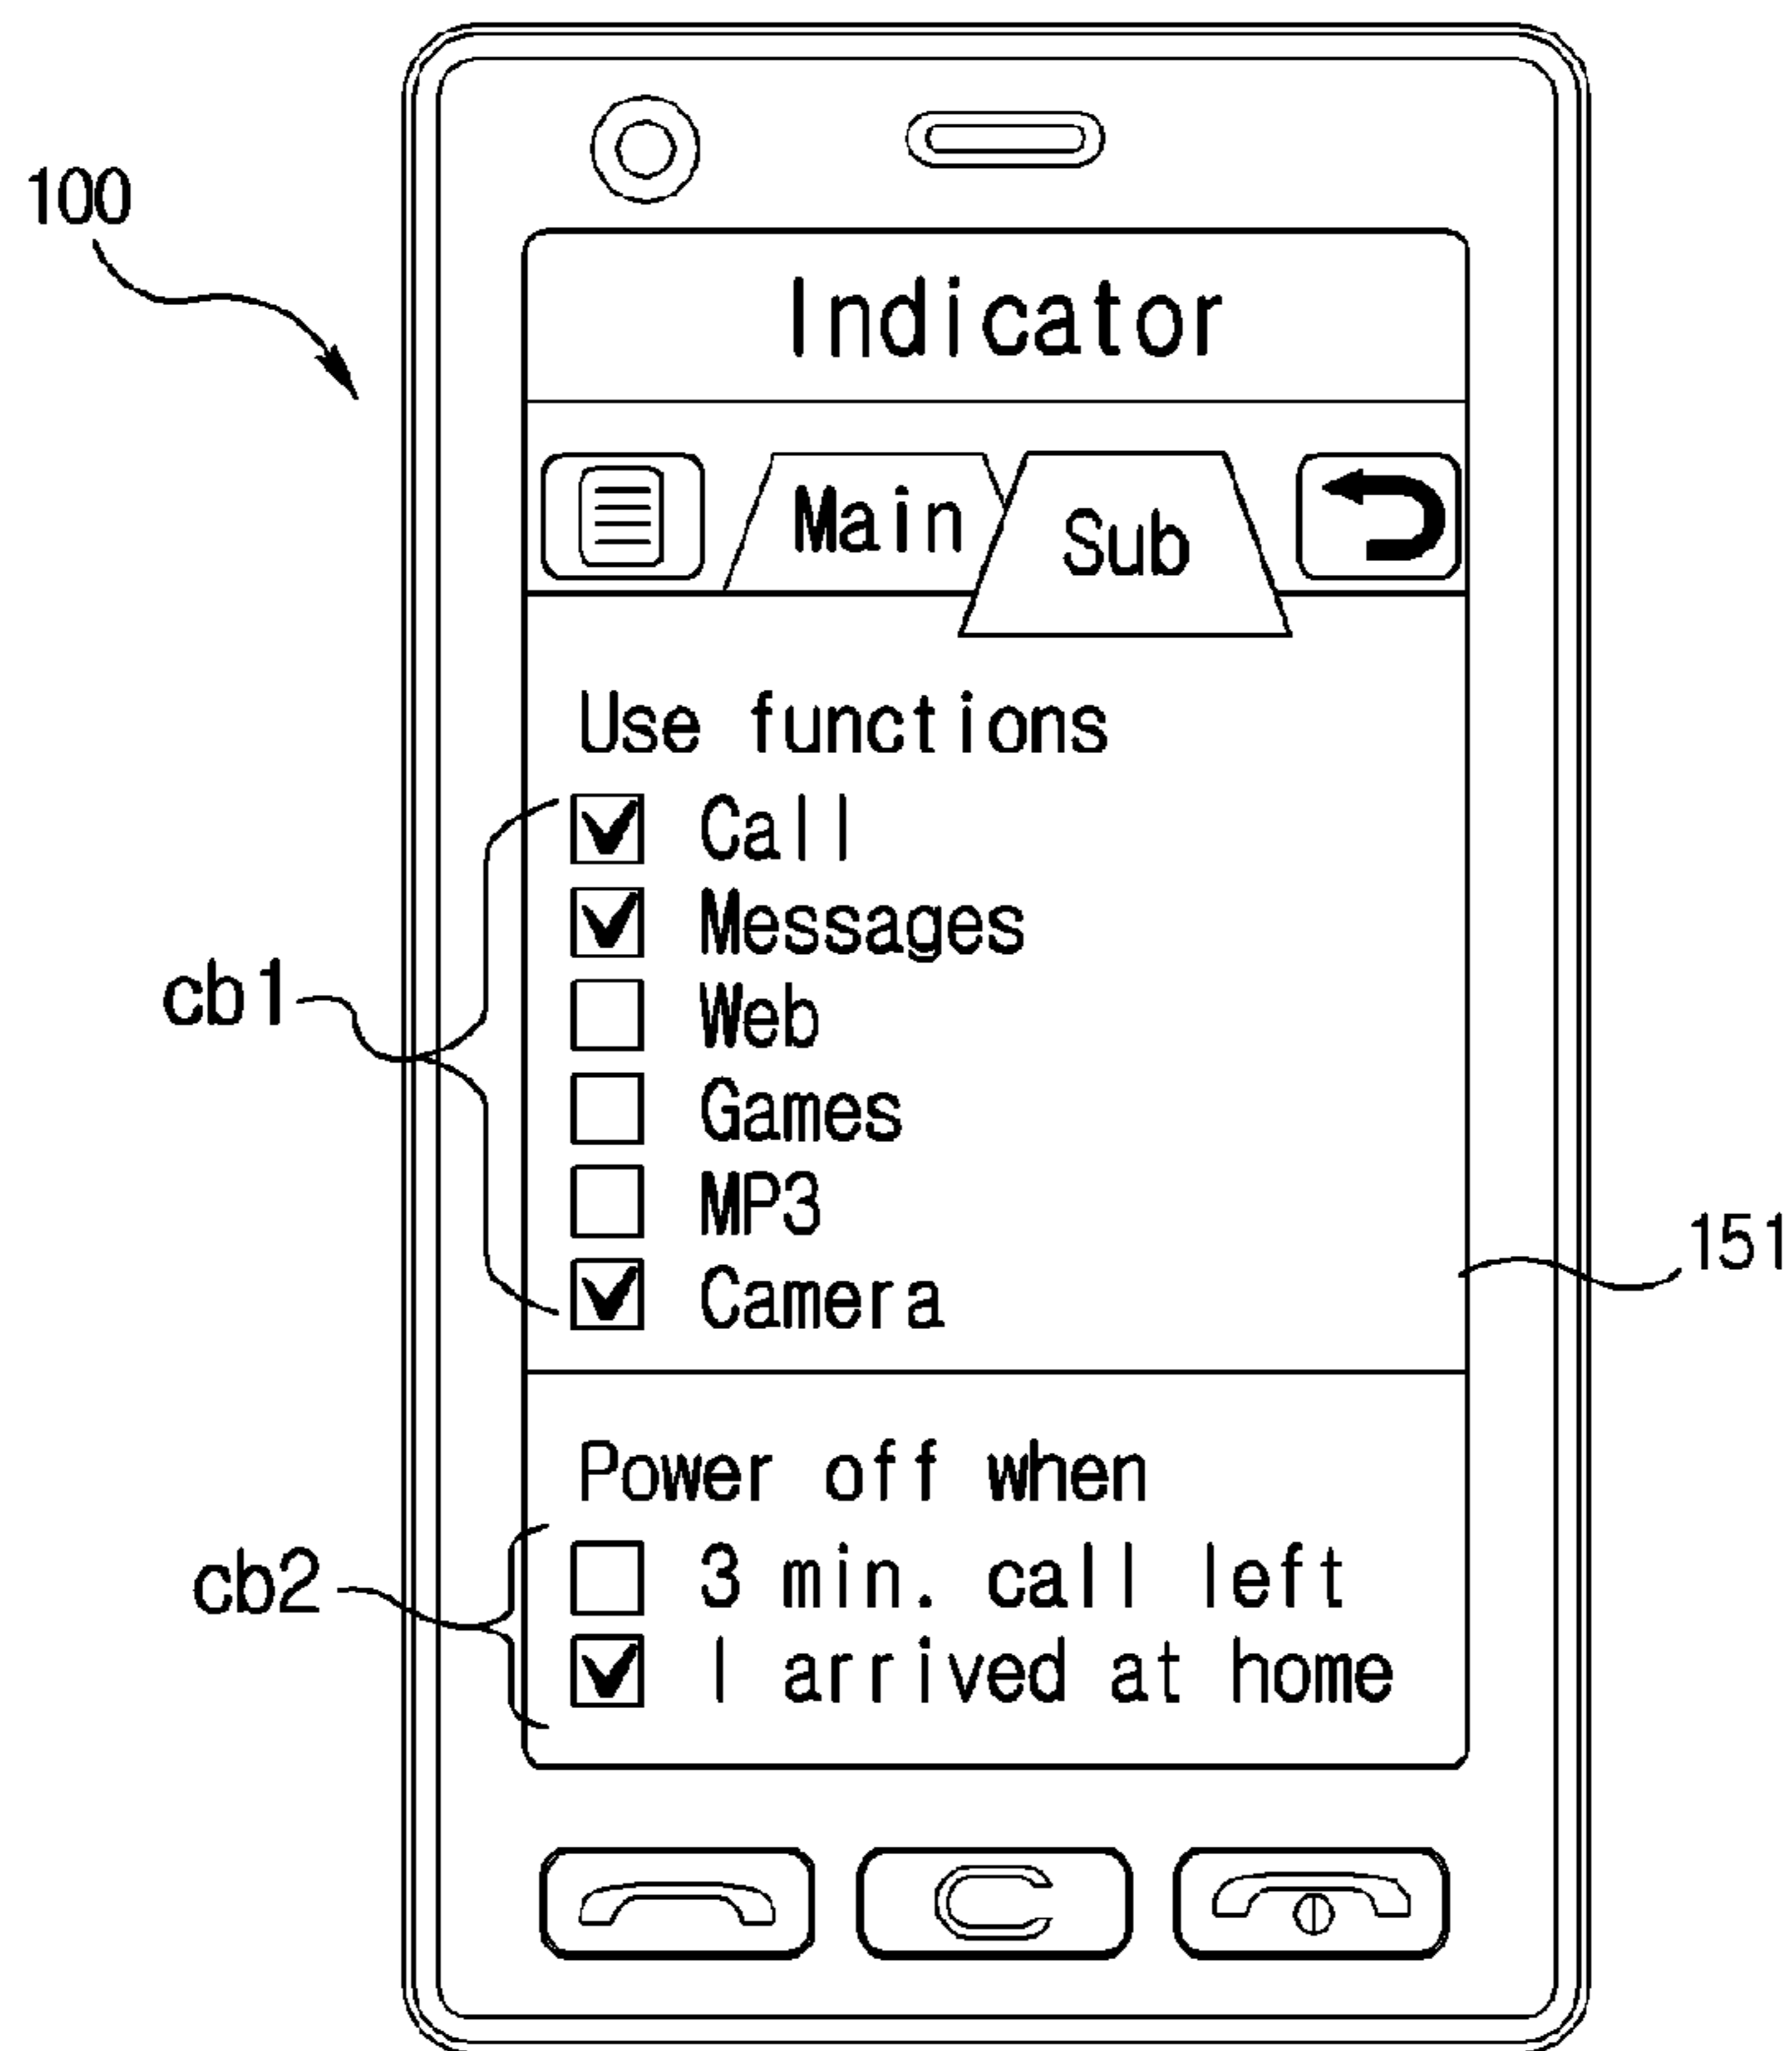 100
Indicator
Main
Sub
Use functions
Call
Messages
cb1
Web
Games
MP3
151
Camera
Power off when
cb2
3 min. call left
I arrived at home
C